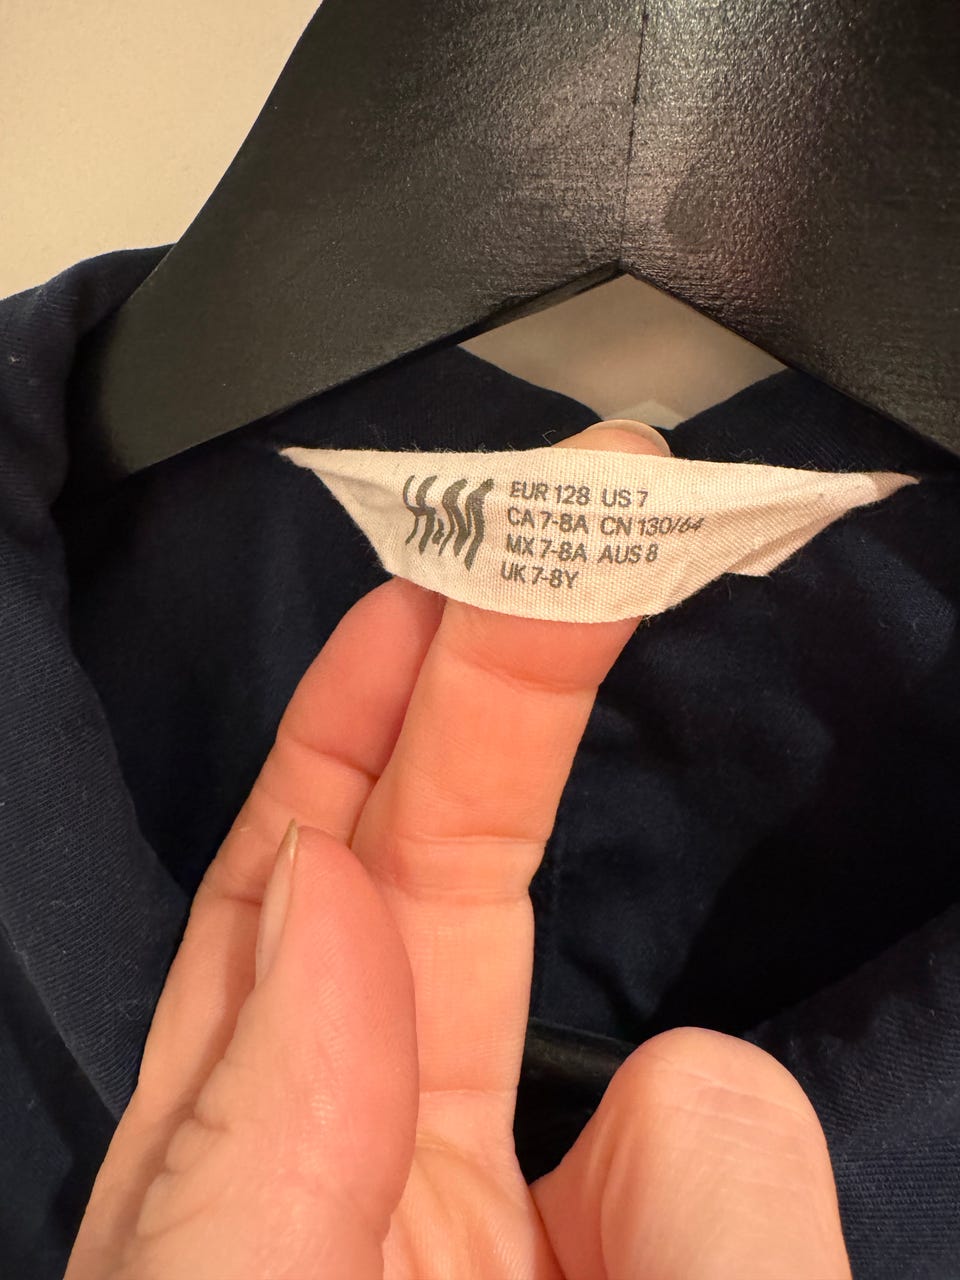 H&M
EUR 128 US 7
CA 7-8A CN 130/64
MX 7-8A AUS 8
UK 7-8Y